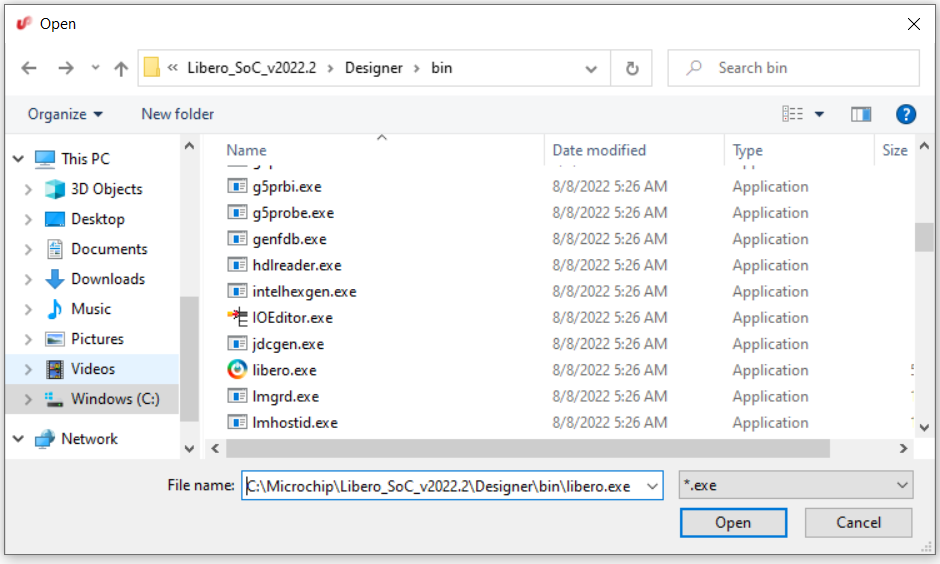 Open
« Libero_SoC_v2022.2 › Designer › bin
Search bin
Organize
New folder
Name Date modified Type Size
This PC
3D Objects
Desktop
Documents
Downloads
Music
Pictures
Videos
Windows (C:)
Network
g5prbi.exe 8/8/2022 5:26 AM Application
g5probe.exe 8/8/2022 5:26 AM Application
genfdb.exe 8/8/2022 5:26 AM Application
hdlreader.exe 8/8/2022 5:26 AM Application
intelhexgen.exe 8/8/2022 5:26 AM Application
IOEditor.exe 8/8/2022 5:26 AM Application
jdcgen.exe 8/8/2022 5:26 AM Application
libero.exe 8/8/2022 5:26 AM Application
lmgrd.exe 8/8/2022 5:26 AM Application
lmhostid.exe 8/8/2022 5:26 AM Application
File name: C:\Microchip\Libero_SoC_v2022.2\Designer\bin\libero.exe
*.exe
Open
Cancel